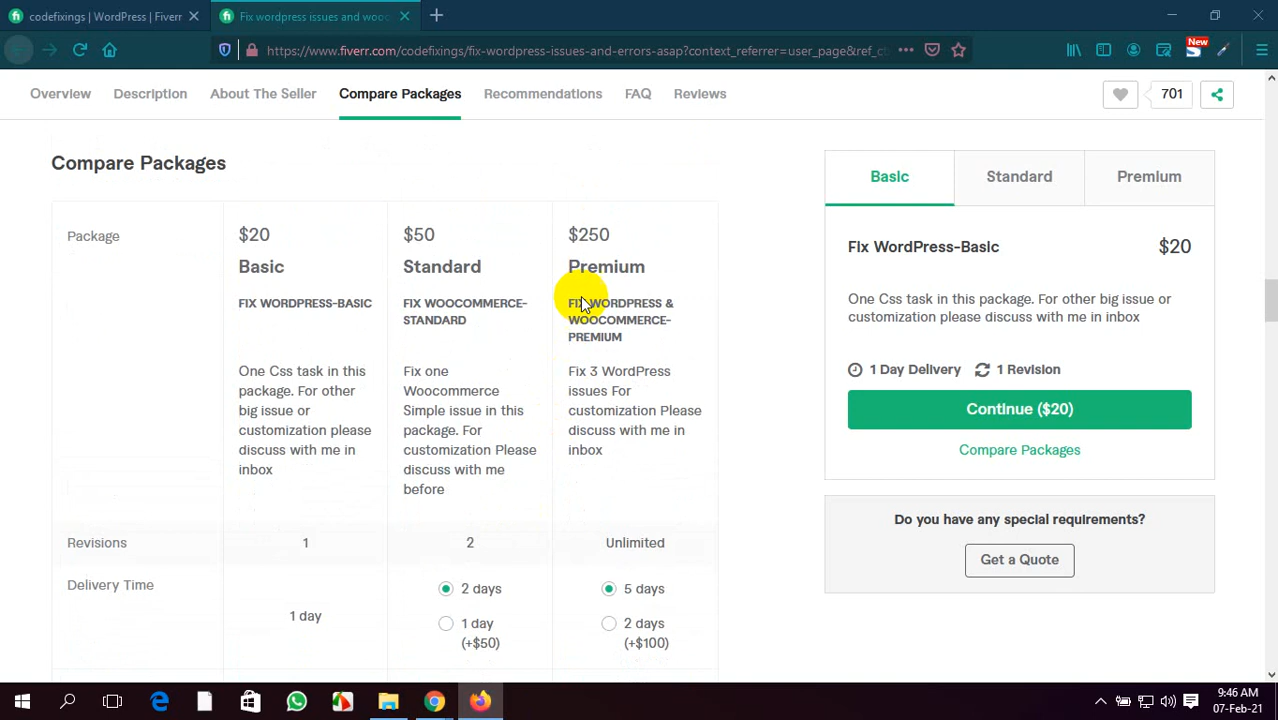 codefixings | WordPress | Fiverr
Fix wordpress issues and wooc
https://www.fiverr.com/codefixings/fix-wordpress-issues-and-errors-asap?context_referrer=user_page&ref_ct
New
Overview
Description
About The Seller
Compare Packages
Recommendations
FAQ
Reviews
701
Compare Packages
Package
$20
Basic
FIX WORDPRESS-BASIC
One Css task in this
package. For other
big issue or
customization please
discuss with me in
inbox
$50
Standard
FIX WOOCOMMERCE-
STANDARD
Fix one
Woocommerce
Simple issue in this
package. For
customization Please
discuss with me
before
$250
Premium
FIX WORDPRESS &
WOOCOMMERCE-
PREMIUM
Fix 3 WordPress
issues For
customization Please
discuss with me in
inbox
Revisions
1
2
Unlimited
Delivery Time
1 day
2 days
1 day
(+$50)
5 days
2 days
(+$100)
Basic
Standard
Premium
FIx WordPress-Basic
$20
One Css task in this package. For other big issue or
customization please discuss with me in inbox
1 Day Delivery
1 Revision
Continue ($20)
Compare Packages
Do you have any special requirements?
Get a Quote
9:46 AM
07-Feb-21